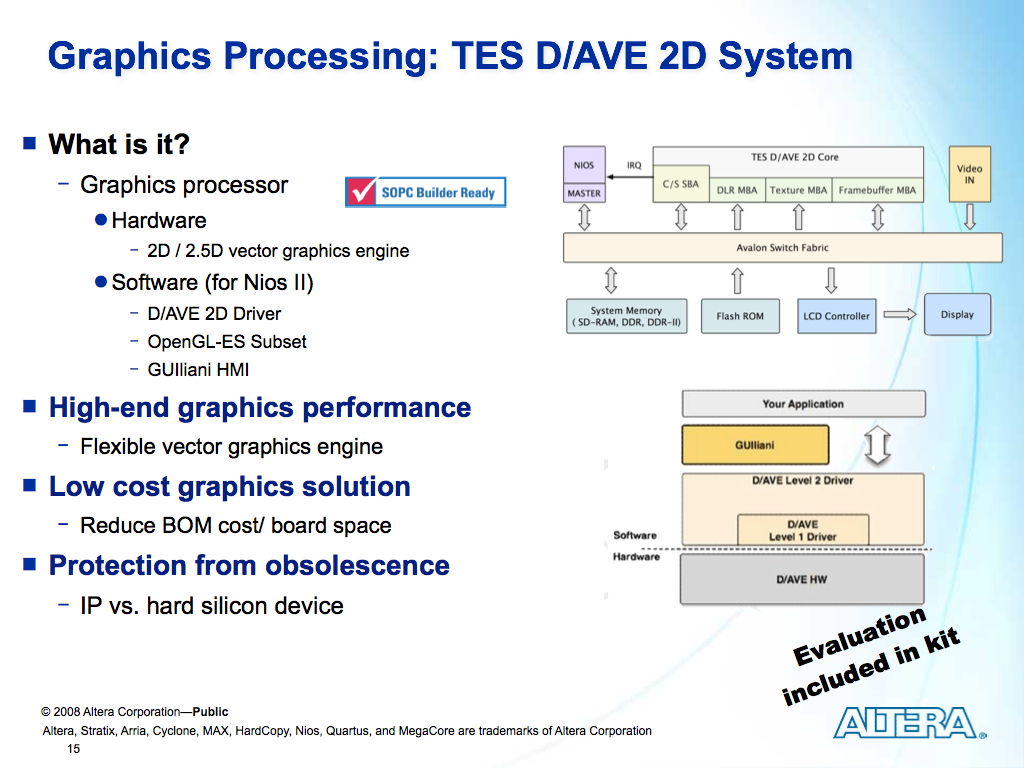 Graphics Processing: TES D/AVE 2D System
What is it?
– Graphics processor
SOPC Builder Ready
Hardware
– 2D / 2.5D vector graphics engine
Software (for Nios II)
– D/AVE 2D Driver
– OpenGL-ES Subset
– GUIliani HMI
High-end graphics performance
– Flexible vector graphics engine
Low cost graphics solution
– Reduce BOM cost/ board space
Protection from obsolescence
– IP vs. hard silicon device
NIOS
MASTER
IRQ
TES D/AVE 2D Core
C/S SBA
DLR MBA
Texture MBA
Framebuffer MBA
Video
IN
Avalon Switch Fabric
System Memory
( SD-RAM, DDR, DDR-II)
Flash ROM
LCD Controller
Display
Your Application
GUIliani
D/AVE Level 2 Driver
D/AVE
Level 1 Driver
Software
Hardware
D/AVE HW
Evaluation
included in kit
© 2008 Altera Corporation—Public
Altera, Stratix, Arria, Cyclone, MAX, HardCopy, Nios, Quartus, and MegaCore are trademarks of Altera Corporation
15
ALTERA®